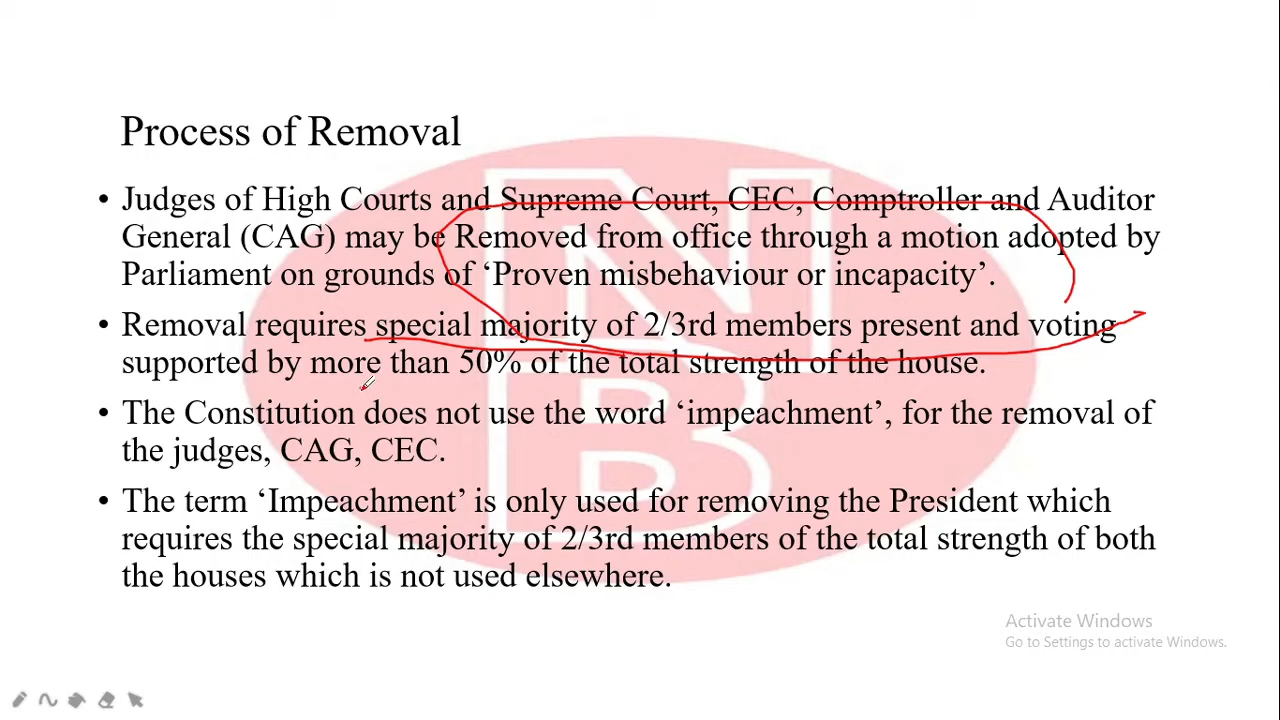 Process of Removal
• Judges of High Courts and Supreme Court, CEC, Comptroller and Auditor
General (CAG) may be Removed from office through a motion adopted by
Parliament on grounds of ‘Proven misbehaviour or incapacity’.
• Removal requires special majority of 2/3rd members present and voting
supported by more than 50% of the total strength of the house.
• The Constitution does not use the word ‘impeachment’, for the removal of
the judges, CAG, CEC.
• The term ‘Impeachment’ is only used for removing the President which
requires the special majority of 2/3rd members of the total strength of both
the houses which is not used elsewhere.
N
B
Activate Windows
Go to Settings to activate Windows.